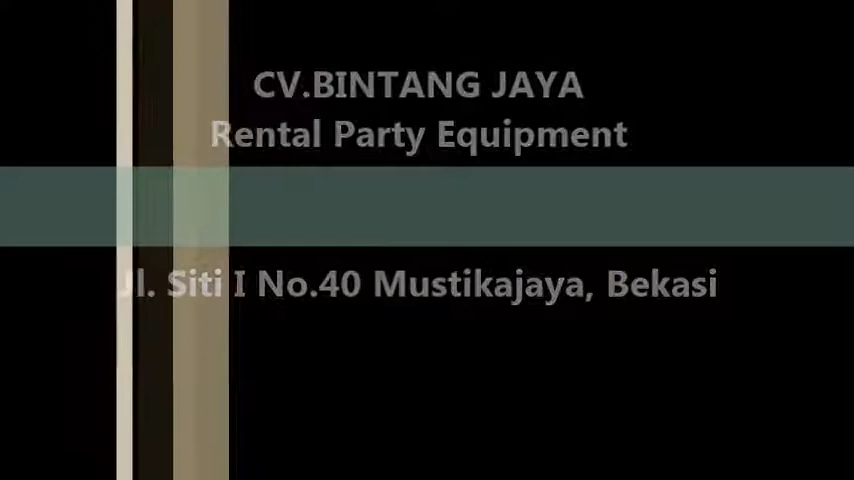 CV.BINTANG JAYA
Rental Party Equipment
Jl. Siti I No.40 Mustikajaya, Bekasi